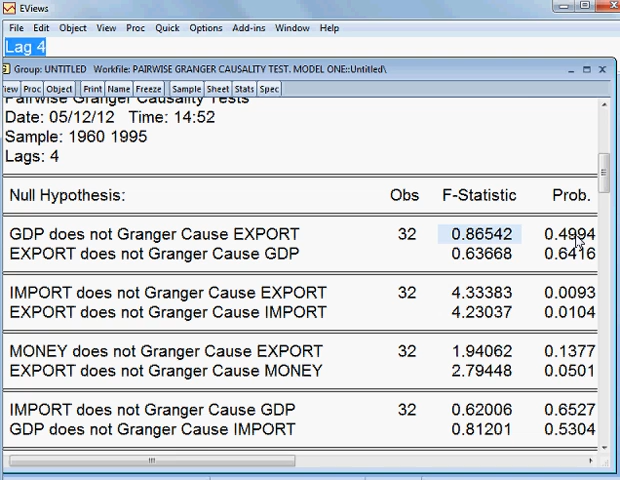 EViews
File Edit Object View Proc Quick Options Add-ins Window Help
Lag 4
Group: UNTITLED Workfile: PAIRWISE GRANGER CAUSALITY TEST. MODEL ONE::Untitled\
View Proc Object Print Name Freeze Sample Sheet Stats Spec
Pairwise Granger Causality Tests
Date: 05/12/12 Time: 14:52
Sample: 1960 1995
Lags: 4
Null Hypothesis: Obs F-Statistic Prob.
GDP does not Granger Cause EXPORT 32 0.86542 0.4994
EXPORT does not Granger Cause GDP 0.63668 0.6416
IMPORT does not Granger Cause EXPORT 32 4.33383 0.0093
EXPORT does not Granger Cause IMPORT 4.23037 0.0104
MONEY does not Granger Cause EXPORT 32 1.94062 0.1377
EXPORT does not Granger Cause MONEY 2.79448 0.0501
IMPORT does not Granger Cause GDP 32 0.62006 0.6527
GDP does not Granger Cause IMPORT 0.81201 0.5304